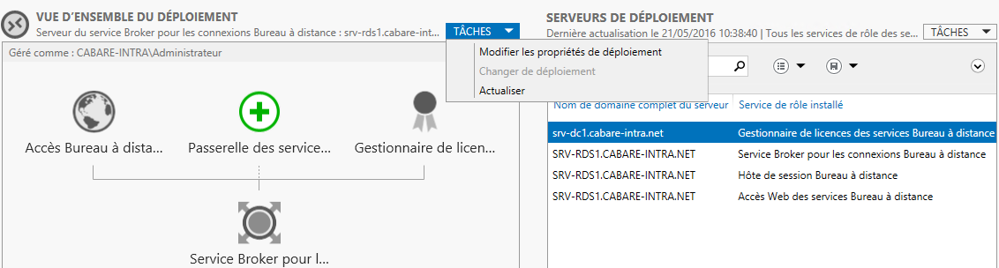 VUE D’ENSEMBLE DU DÉPLOIEMENT
Serveur du service Broker pour les connexions Bureau à distance : srv-rds1.cabare-int...
TÂCHES
Modifier les propriétés de déploiement
Changer de déploiement
Actualiser
Géré comme : CABARE-INTRA\Administrateur
Accès Bureau à dista...
Passerelle des service...
Gestionnaire de licen...
Service Broker pour l...
SERVEURS DE DÉPLOIEMENT
Dernière actualisation le 21/05/2016 10:38:40 | Tous les services de rôle des se...
TÂCHES
Nom de domaine complet du serveur Service de rôle installé
srv-dc1.cabare-intra.net Gestionnaire de licences des services Bureau à distance
SRV-RDS1.CABARE-INTRA.NET Service Broker pour les connexions Bureau à distance
SRV-RDS1.CABARE-INTRA.NET Hôte de session Bureau à distance
SRV-RDS1.CABARE-INTRA.NET Accès Web des services Bureau à distance